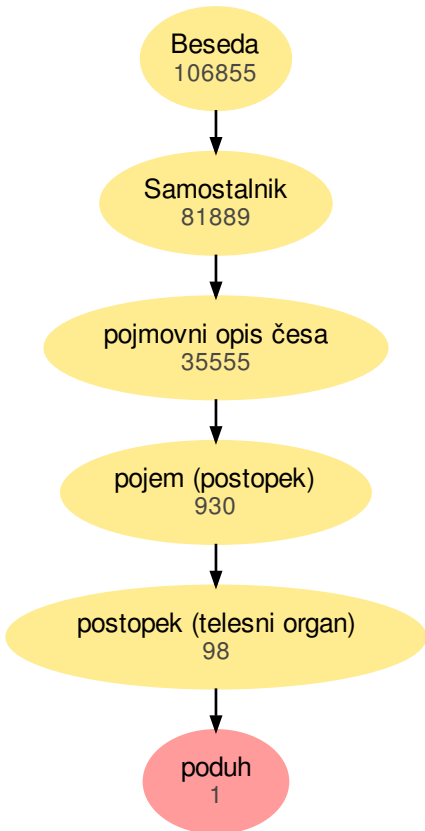 Beseda
106855
Samostalnik
81889
pojmovni opis česa
35555
pojem (postopek)
930
postopek (telesni organ)
98
poduh
1